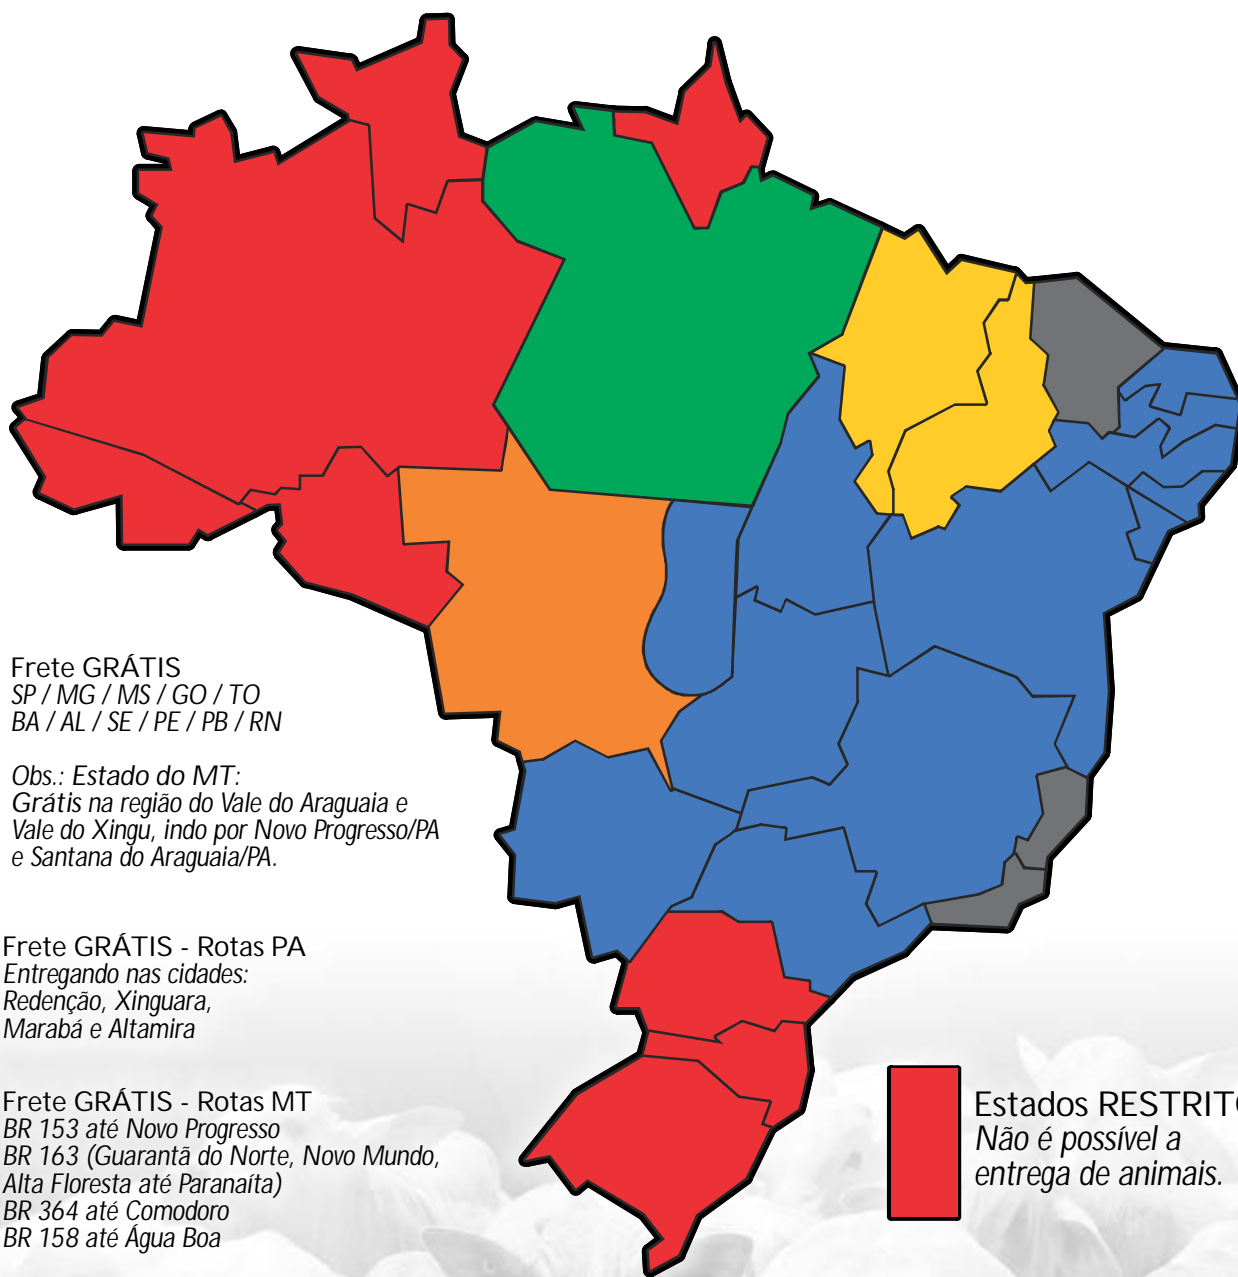 Frete GRÁTIS
SP / MG / MS / GO / TO
BA / AL / SE / PE / PB / RN
Obs.: Estado do MT:
Grátis na região do Vale do Araguaia e
Vale do Xingu, indo por Novo Progresso/PA
e Santana do Araguaia/PA.
Frete GRÁTIS - Rotas PA
Entregando nas cidades:
Redenção, Xinguara,
Marabá e Altamira
Frete GRÁTIS - Rotas MT
BR 153 até Novo Progresso
BR 163 (Guarantã do Norte, Novo Mundo,
Alta Floresta até Paranaíta)
BR 364 até Comodoro
BR 158 até Água Boa
Estados RESTRITO
Não é possível a
entrega de animais.